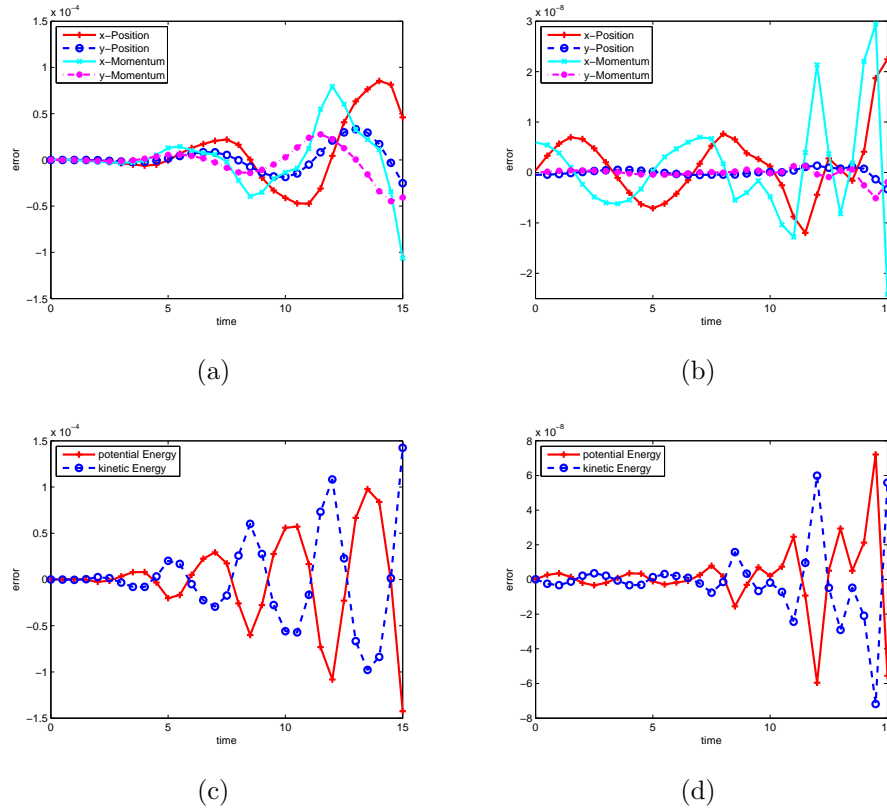 x 10⁻⁴
1.5
1
0.5
0
−0.5
−1
−1.5
error
0
5
10
15
time
x−Position
y−Position
x−Momentum
y−Momentum
(a)
x 10⁻⁸
3
2
1
0
−1
−2
error
0
5
10
15
time
x−Position
y−Position
x−Momentum
y−Momentum
(b)
x 10⁻⁴
1.5
1
0.5
0
−0.5
−1
−1.5
error
0
5
10
15
time
potential Energy
kinetic Energy
(c)
x 10⁻⁸
8
6
4
2
0
−2
−4
−6
−8
error
0
5
10
time
potential Energy
kinetic Energy
(d)